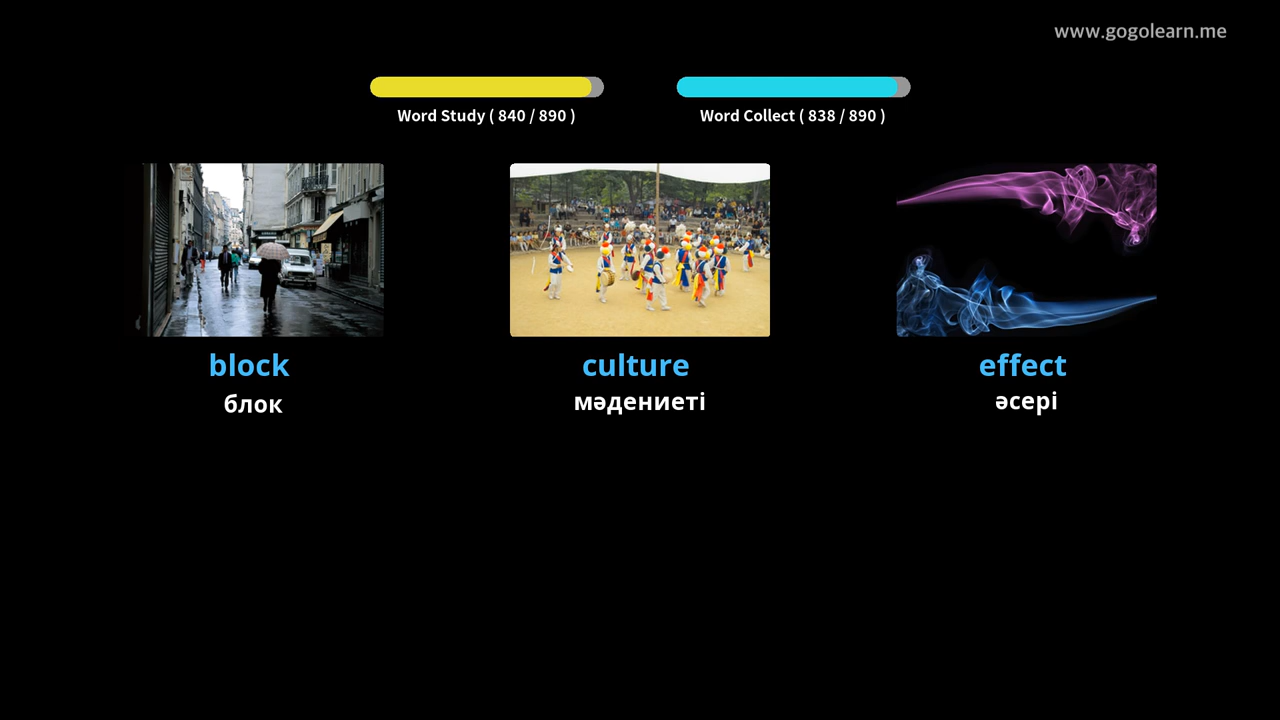 www.gogolearn.me
Word Study ( 840 / 890 )
Word Collect ( 838 / 890 )
block
culture
effect
блок
мәдениеті
әсері